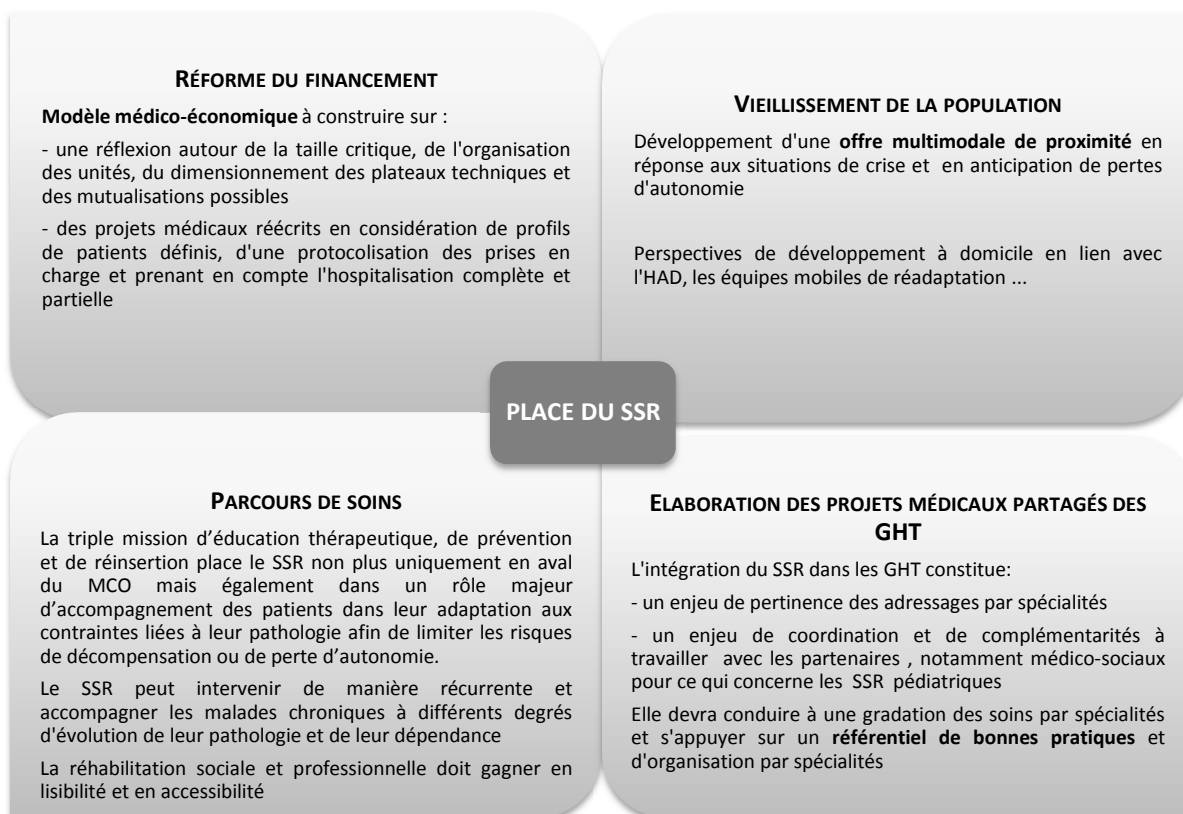 RÉFORME DU FINANCEMENT
Modèle médico-économique à construire sur :
- une réflexion autour de la taille critique, de l'organisation
des unités, du dimensionnement des plateaux techniques et
des mutualisations possibles
- des projets médicaux réécrits en considération de profils
de patients définis, d'une protocolisation des prises en
charge et prenant en compte l'hospitalisation complète et
partielle
VIEILLISSEMENT DE LA POPULATION
Développement d'une offre multimodale de proximité en
réponse aux situations de crise et en anticipation de pertes
d'autonomie
Perspectives de développement à domicile en lien avec
l'HAD, les équipes mobiles de réadaptation ...
PLACE DU SSR
PARCOURS DE SOINS
La triple mission d’éducation thérapeutique, de prévention
et de réinsertion place le SSR non plus uniquement en aval
du MCO mais également dans un rôle majeur
d’accompagnement des patients dans leur adaptation aux
contraintes liées à leur pathologie afin de limiter les risques
de décompensation ou de perte d’autonomie.
Le SSR peut intervenir de manière récurrente et
accompagner les malades chroniques à différents degrés
d'évolution de leur pathologie et de leur dépendance
La réhabilitation sociale et professionnelle doit gagner en
lisibilité et en accessibilité
ELABORATION DES PROJETS MÉDICAUX PARTAGÉS DES
GHT
L'intégration du SSR dans les GHT constitue:
- un enjeu de pertinence des adressages par spécialités
- un enjeu de coordination et de complémentarités à
travailler avec les partenaires , notamment médico-sociaux
pour ce qui concerne les SSR pédiatriques
Elle devra conduire à une gradation des soins par spécialités
et s'appuyer sur un référentiel de bonnes pratiques et
d'organisation par spécialités